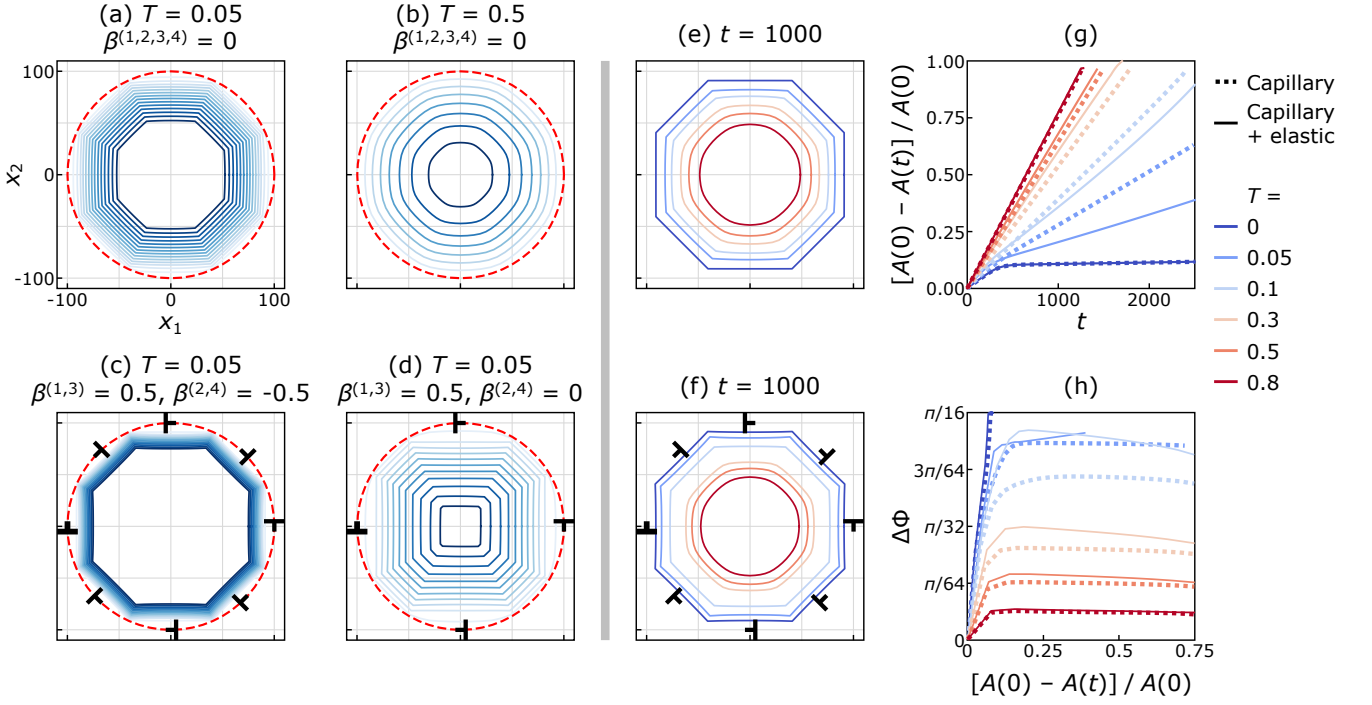 (a) T = 0.05
β(1,2,3,4) = 0
(b) T = 0.5
β(1,2,3,4) = 0
(e) t = 1000
(g)
100
0
-100
x2
-100
0
100
x1
[A(0) − A(t)] / A(0)
1.00
0.75
0.50
0.25
0.00
0
1000
2000
t
Capillary
Capillary
+ elastic
T =
0
0.05
0.1
0.3
0.5
0.8
(c) T = 0.05
β(1,3) = 0.5, β(2,4) = -0.5
(d) T = 0.05
β(1,3) = 0.5, β(2,4) = 0
(f) t = 1000
(h)
ΔΦ
π/16
3π/64
π/32
π/64
0
0
0.25
0.50
0.75
[A(0) − A(t)] / A(0)